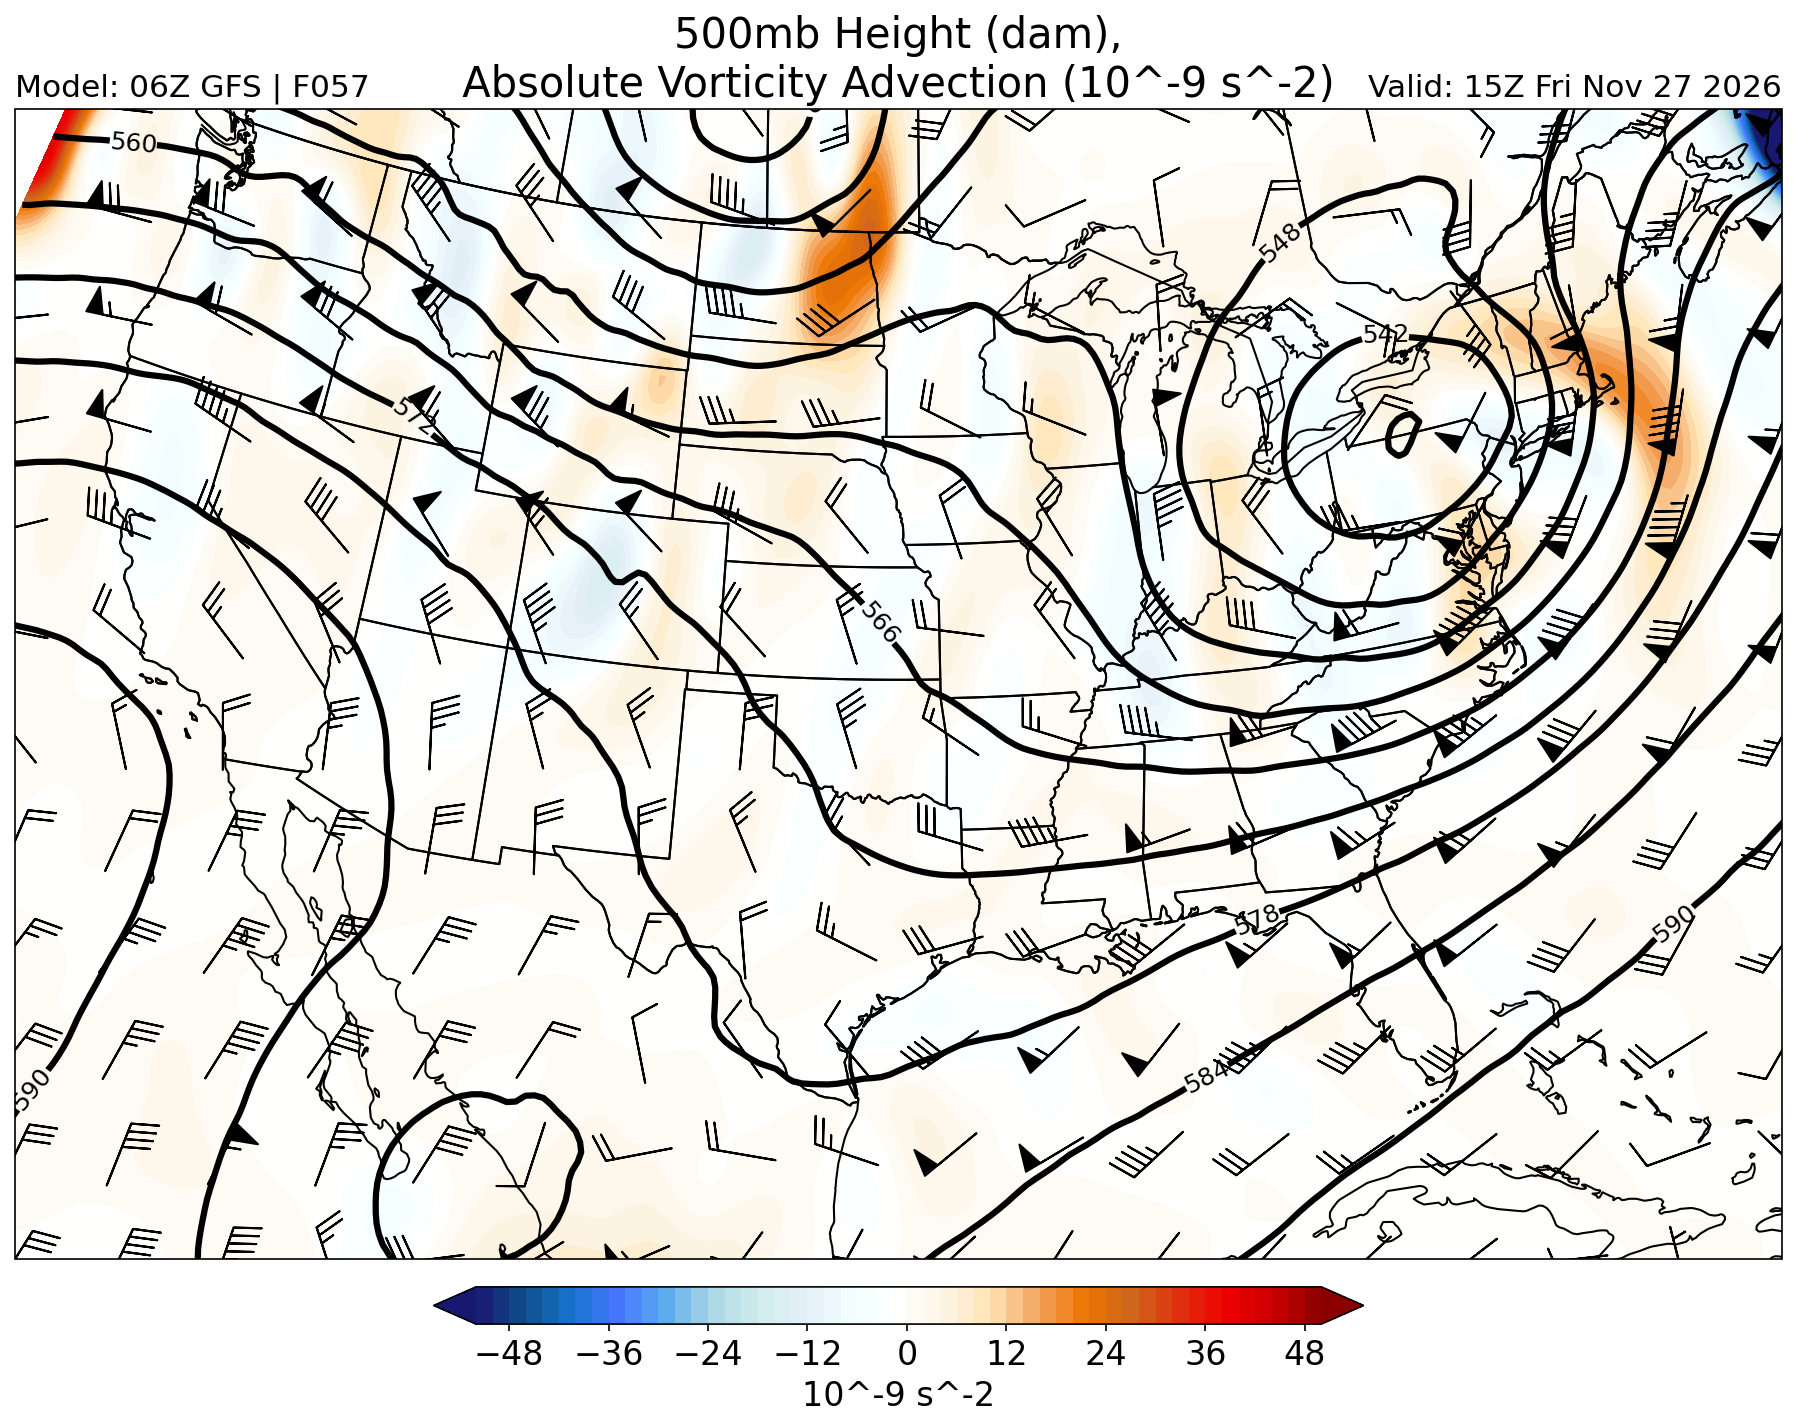 500mb Height (dam),
Model: 06Z GFS | F057
Absolute Vorticity Advection (10^-9 s^-2)
Valid: 15Z Fri Nov 27 2026
560
548
542
572
566
578
590
584
590
−48 −36 −24 −12 0 12 24 36 48
10^-9 s^-2